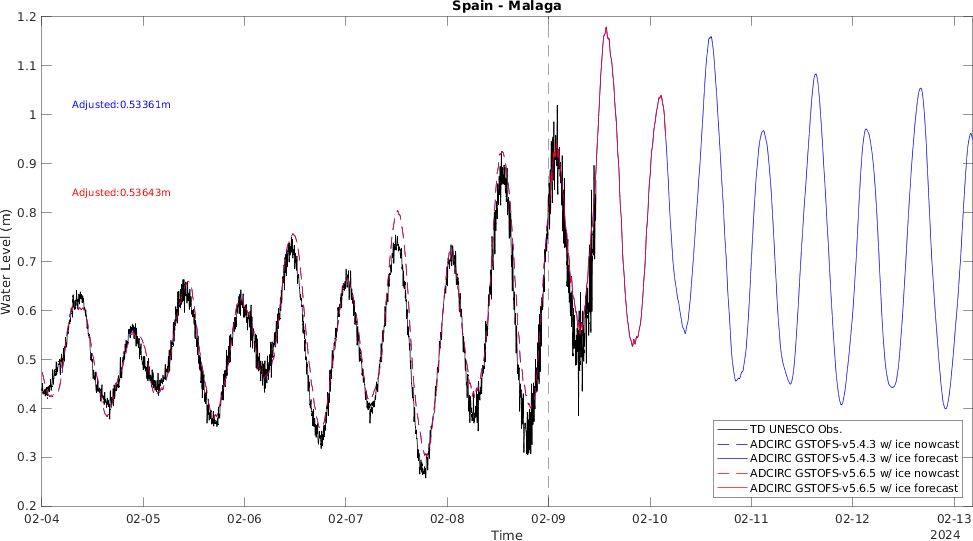 Spain - Malaga
1.2
1.1
1
0.9
0.8
0.7
0.6
0.5
0.4
0.3
0.2
Water Level (m)
Adjusted:0.53361m
Adjusted:0.53643m
TD UNESCO Obs.
ADCIRC GSTOFS-v5.4.3 w/ ice nowcast
ADCIRC GSTOFS-v5.4.3 w/ ice forecast
ADCIRC GSTOFS-v5.6.5 w/ ice nowcast
ADCIRC GSTOFS-v5.6.5 w/ ice forecast
02-04 02-05 02-06 02-07 02-08 02-09 02-10 02-11 02-12 02-13
Time
2024